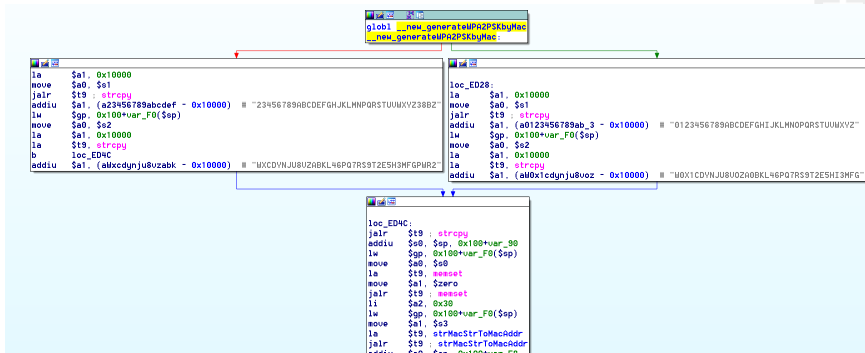 globl __new_generateWPA2PSKbyMac
__new_generateWPA2PSKbyMac:
la $a1, 0x10000
move $a0, $s1
jalr $t9 ; strcpy
addiu $a1, (a23456789abcdef - 0x10000) # "23456789ABCDEFGHJKLMNPQRSTUVWXYZ38BZ"
lw $gp, 0x100+var_F0($sp)
move $a0, $s2
la $a1, 0x10000
la $t9, strcpy
b loc_ED4C
addiu $a1, (aWxcdynju8vzabk - 0x10000) # "WXCDYNJU8VZABKL46PQ7RS9T2E5H3MFGPWR2"
loc_ED28:
la $a1, 0x10000
move $a0, $s1
jalr $t9 ; strcpy
addiu $a1, (a0123456789ab_3 - 0x10000) # "0123456789ABCDEFGHIJKLMNOPQRSTUVWXYZ"
lw $gp, 0x100+var_F0($sp)
move $a0, $s2
la $a1, 0x10000
la $t9, strcpy
addiu $a1, (aW0x1cdynju8voz - 0x10000) # "W0X1CDYNJU8VOZA0BKL46PQ7RS9T2E5HI3MFG"
loc_ED4C:
jalr $t9 ; strcpy
addiu $s0, $sp, 0x100+var_90
lw $gp, 0x100+var_F0($sp)
move $a0, $s0
la $t9, memset
move $a1, $zero
jalr $t9 ; memset
li $a2, 0x30
lw $gp, 0x100+var_F0($sp)
move $a1, $s3
la $t9, strMacStrToMacAddr
jalr $t9 ; strMacStrToMacAddr